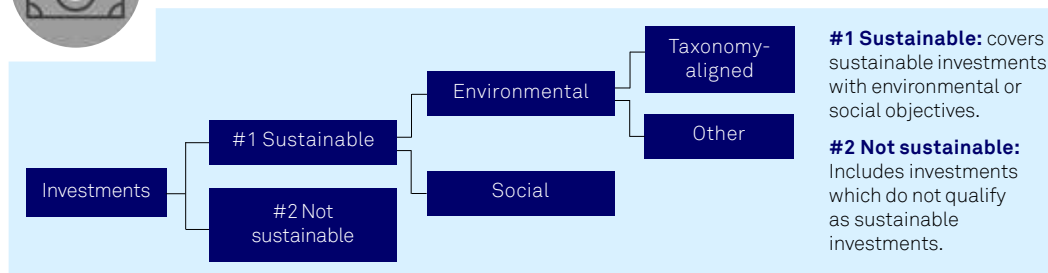 Taxonomy-
aligned
Environmental
Other
#1 Sustainable
Social
Investments
#2 Not
sustainable
#1 Sustainable: covers
sustainable investments
with environmental or
social objectives.
#2 Not sustainable:
Includes investments
which do not qualify
as sustainable
investments.